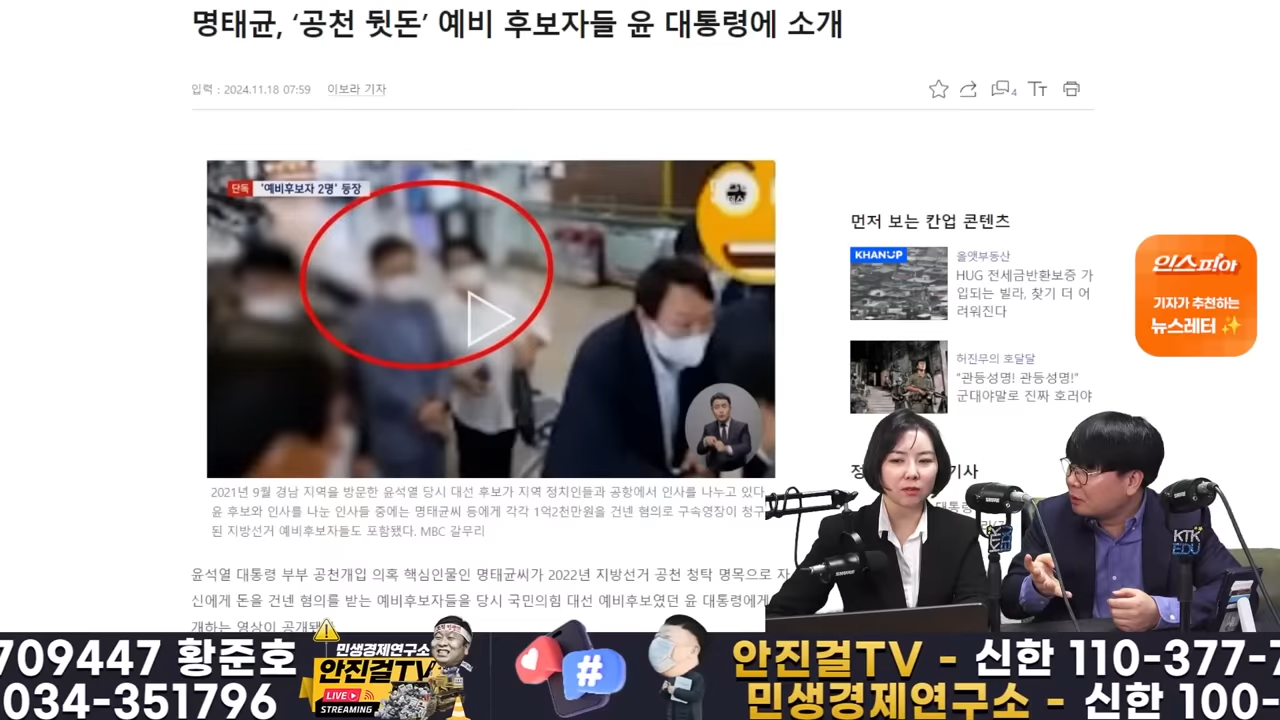 명태균, ‘공천 뒷돈’ 예비 후보자들 윤 대통령에 소개
입력 : 2024.11.18 07:59 이보라 기자
4
단독 '예비후보자 2명' 등장
2021년 9월 경남 지역을 방문한 윤석열 당시 대선 후보가 지역 정치인들과 공항에서 인사를 나누고 있다.
윤 후보와 인사를 나눈 인사들 중에는 명태균씨 등에게 각각 1억2천만원을 건넨 혐의로 구속영장이 청구
된 지방선거 예비후보자들도 포함됐다. MBC 갈무리
윤석열 대통령 부부 공천개입 의혹 핵심인물인 명태균씨가 2022년 지방선거 공천 청탁 명목으로 자
신에게 돈을 건넨 혐의를 받는 예비후보자들을 당시 국민의힘 대선 예비후보였던 윤 대통령에게
개하는 영상이 공개됐
먼저 보는 칸업 콘텐츠
KHANUP
올앳부동산
HUG 전세금반환보증 가
입되는 빌라, 찾기 더 어
려워진다
허진무의 호달달
“관등성명! 관등성명!”
군대야말로 진짜 호러야
기사
인스피아
기자가 추천하는
뉴스레터
SHURE
KTK
EDU
709447 황준호
034-351796
민생경제연구소
안진걸TV
LIVE
STREAMING
#
안진걸TV - 신한 110-377-7
민생경제연구소 - 신한 100-